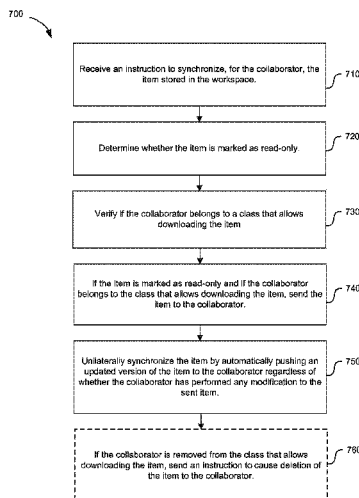 700
Receive an instruction to synchronize, for the collaborator, the
item stored in the workspace.
710
Determine whether the item is marked as read-only.
720
Verify if the collaborator belongs to a class that allows
downloading the item
730
If the item is marked as read-only and if the collaborator
belongs to the class that allows downloading the item, send the
item to the collaborator.
740
Unilaterally synchronize the item by automatically pushing an
updated version of the item to the collaborator regardless of
whether the collaborator has performed any modification to the
sent item.
750
If the collaborator is removed from the class that allows
downloading the item, send an instruction to cause deletion of
the item to the collaborator.
760